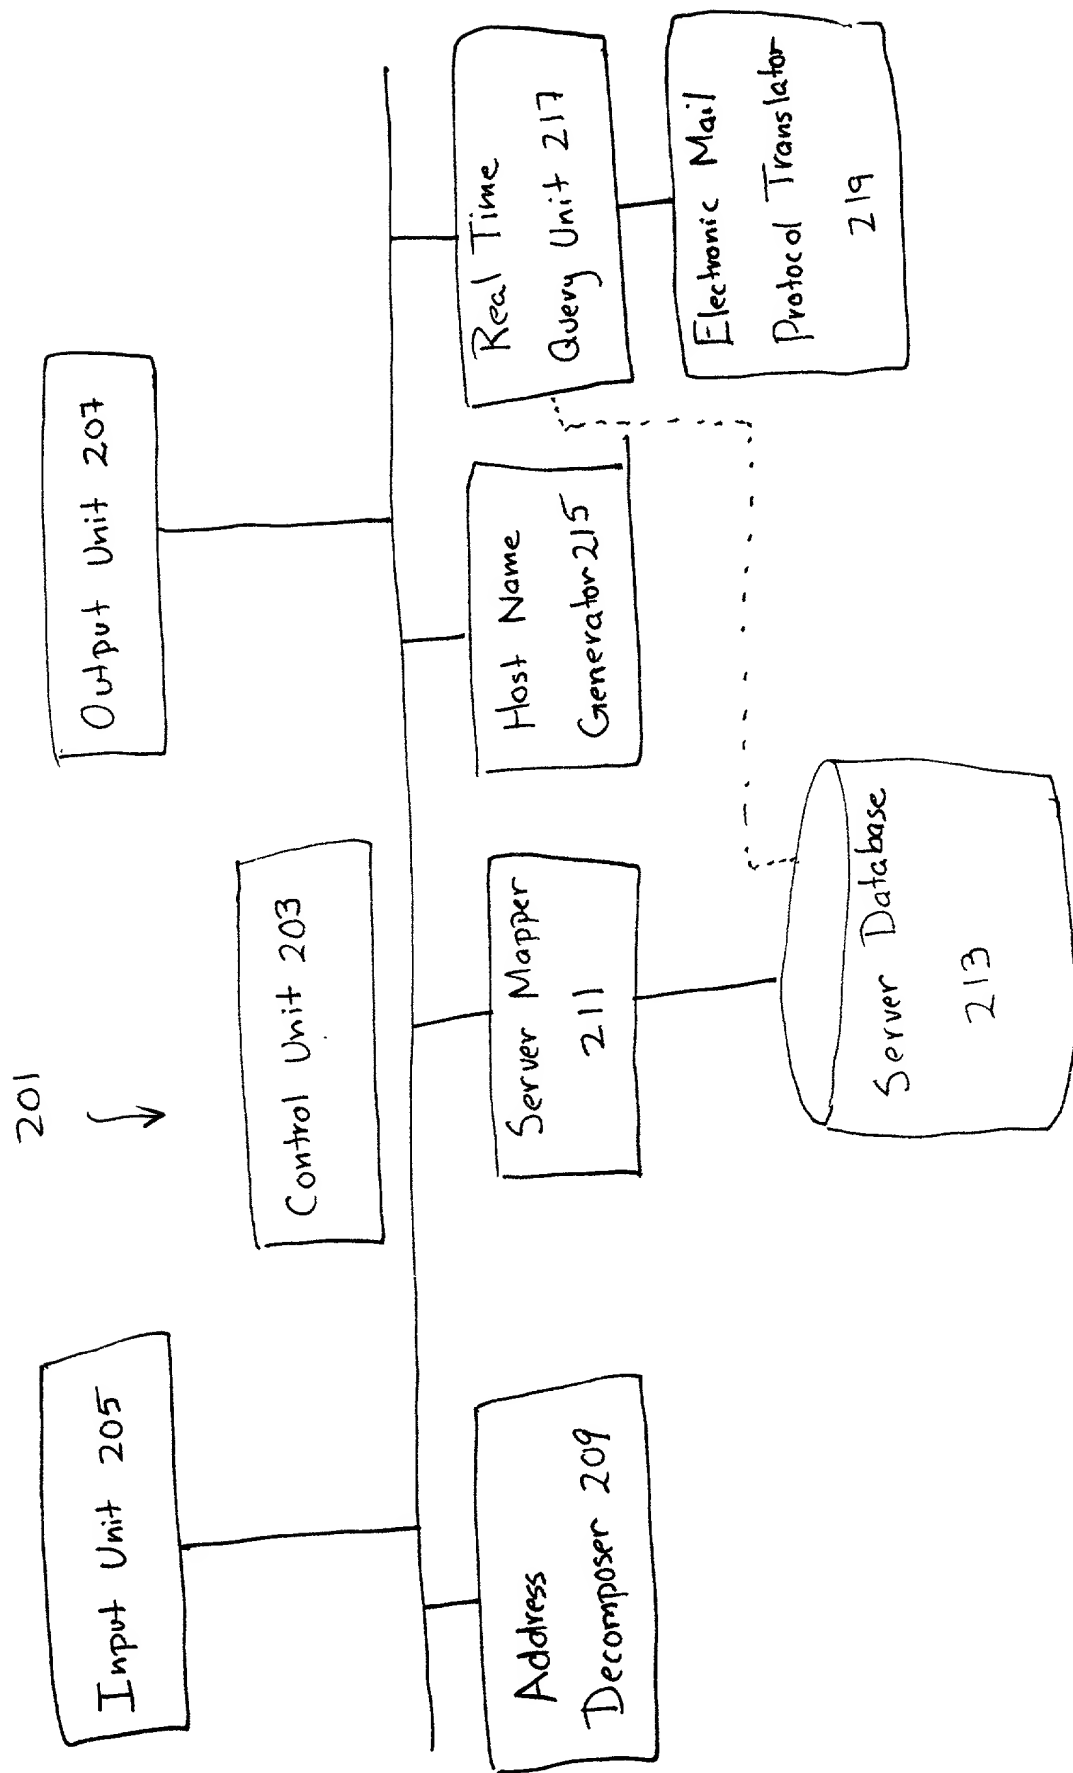 201
Input Unit 205
Output Unit 207
Control Unit 203
Address
Decomposer 209
Server Mapper
211
Host Name
Generator 215
Real Time
Query Unit 217
Server Database
213
Electronic Mail
Protocol Translator
219